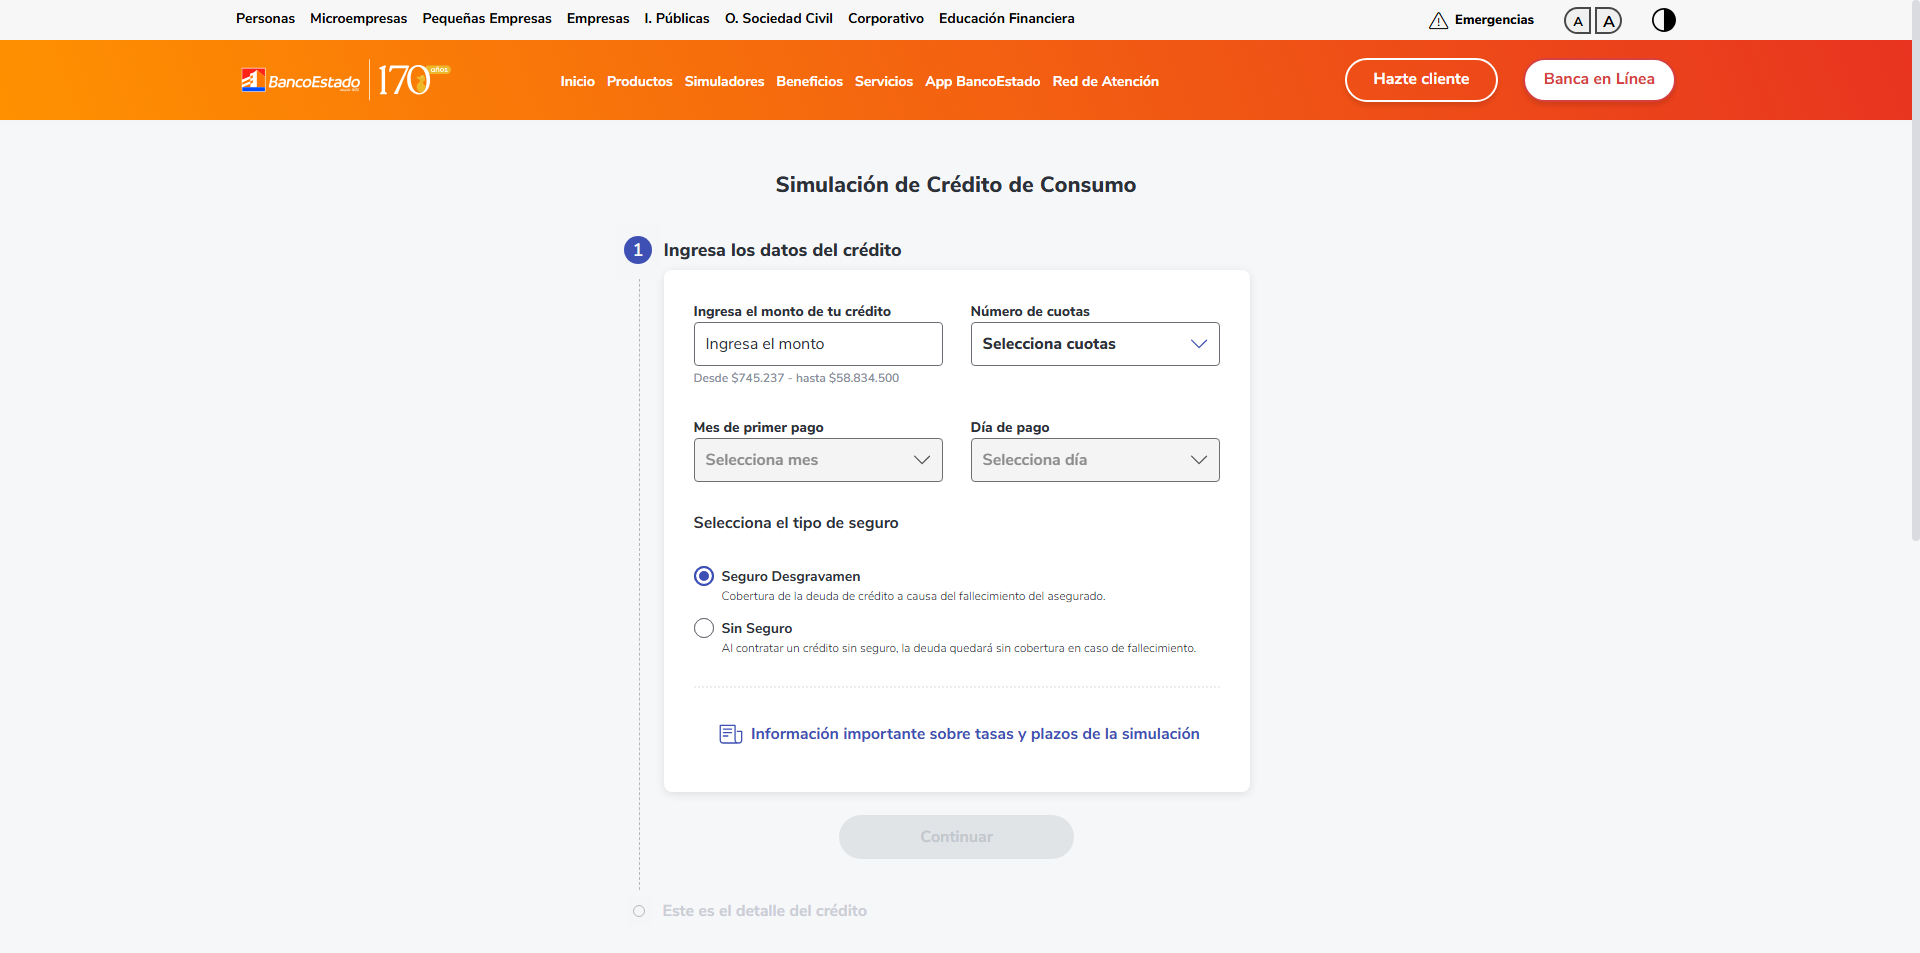 Personas Microempresas Pequeñas Empresas Empresas I. Públicas O. Sociedad Civil Corporativo Educación Financiera Emergencias A A
BancoEstado 170 años Inicio Productos Simuladores Beneficios Servicios App BancoEstado Red de Atención Hazte cliente Banca en Línea
Simulación de Crédito de Consumo
1 Ingresa los datos del crédito
Ingresa el monto de tu crédito Número de cuotas
Ingresa el monto Selecciona cuotas
Desde $745.237 - hasta $58.834.500
Mes de primer pago Día de pago
Selecciona mes Selecciona día
Selecciona el tipo de seguro
Seguro Desgravamen
Cobertura de la deuda de crédito a causa del fallecimiento del asegurado.
Sin Seguro
Al contratar un crédito sin seguro, la deuda quedará sin cobertura en caso de fallecimiento.
Información importante sobre tasas y plazos de la simulación
Continuar
Este es el detalle del crédito